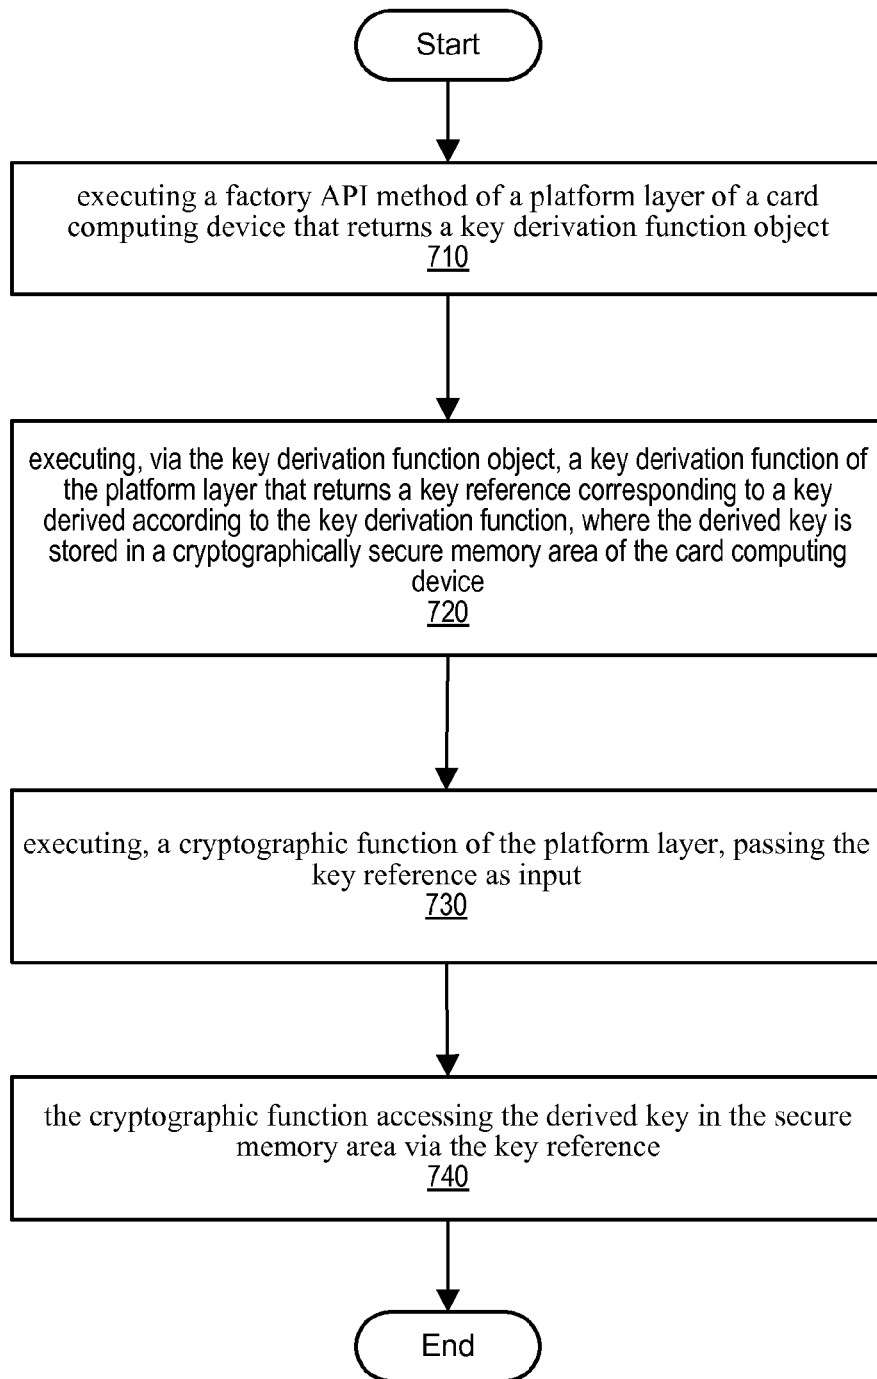 Start
executing a factory API method of a platform layer of a card
computing device that returns a key derivation function object
710
executing, via the key derivation function object, a key derivation function of
the platform layer that returns a key reference corresponding to a key
derived according to the key derivation function, where the derived key is
stored in a cryptographically secure memory area of the card computing
device
720
executing, a cryptographic function of the platform layer, passing the
key reference as input
730
the cryptographic function accessing the derived key in the secure
memory area via the key reference
740
End